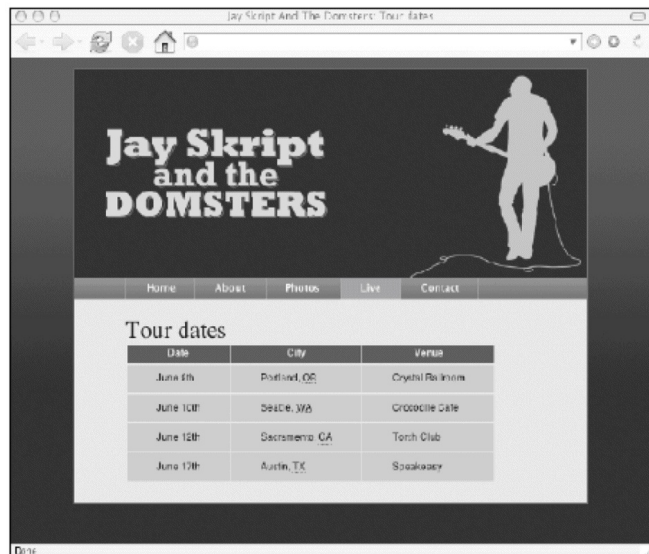 Jay Skript And The Domsters: Tour dates
Jay Skript
and the
DOMSTERS
Home About Photos Live Contact
Tour dates
Date City Venue
June 9th Portland, OR Crystal Ballroom
June 10th Seattle, WA Crocodile Cafe
June 12th Sacramento, CA Torch Club
June 17th Austin, TX Speakeasy
Done